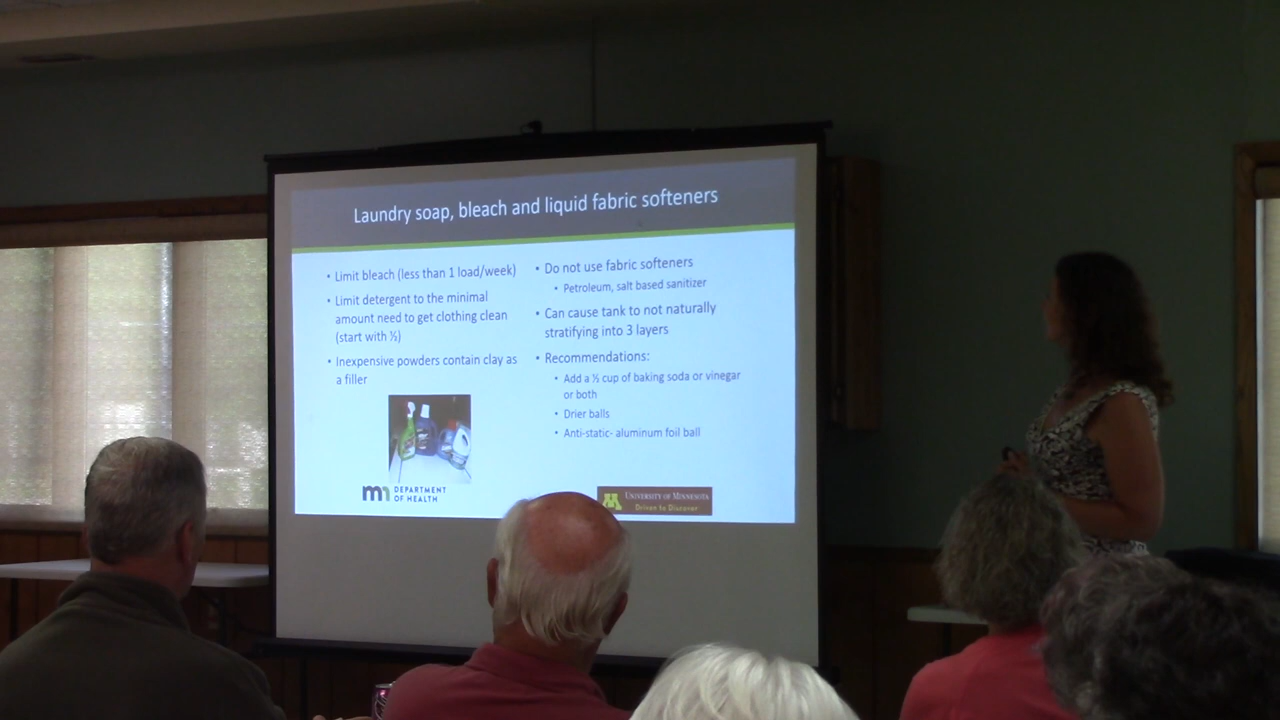 Laundry soap, bleach and liquid fabric softeners
• Limit bleach (less than 1 load/week)
• Limit detergent to the minimal
amount need to get clothing clean
(start with ½)
• Inexpensive powders contain clay as
a filler
• Do not use fabric softeners
• Petroleum, salt based sanitizer
• Can cause tank to not naturally
stratifying into 3 layers
• Recommendations:
• Add a ½ cup of baking soda or vinegar
or both
• Drier balls
• Anti-static- aluminum foil ball
mn DEPARTMENT
OF HEALTH
M UNIVERSITY OF MINNESOTA
Driven to Discover